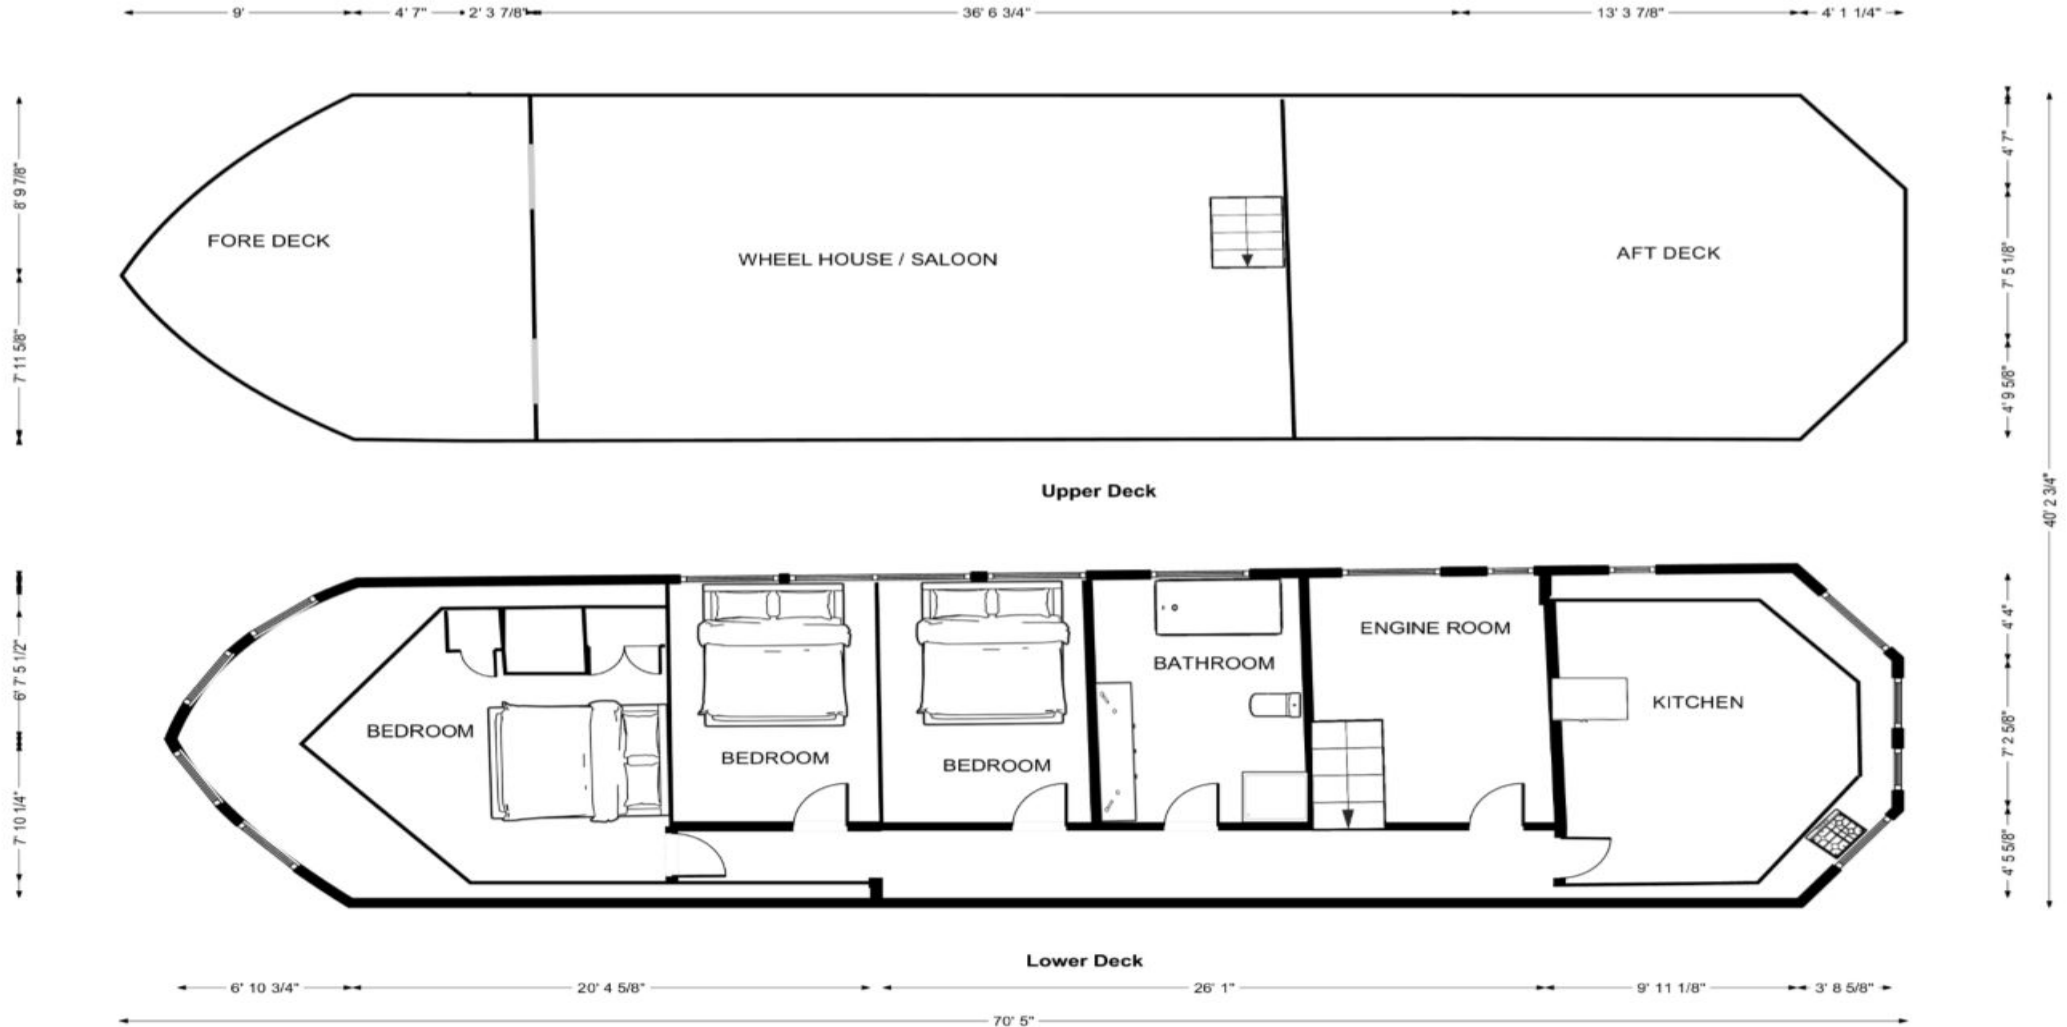 9'
4' 7"
2' 3 7/8"
36' 6 3/4"
13' 3 7/8"
4' 1 1/4"
8' 9 7/8"
7' 11 5/8"
FORE DECK
WHEEL HOUSE / SALOON
AFT DECK
4' 7"
7' 5 1/8"
4' 9 5/8"
40' 2 3/4"
Upper Deck
6' 7' 5 1/2"
7' 10 1/4"
BEDROOM
BEDROOM
BEDROOM
BATHROOM
ENGINE ROOM
KITCHEN
4' 4"
7' 2 5/8"
4' 5 5/8"
Lower Deck
6' 10 3/4"
20' 4 5/8"
26' 1"
9' 11 1/8"
3' 8 5/8"
70' 5"